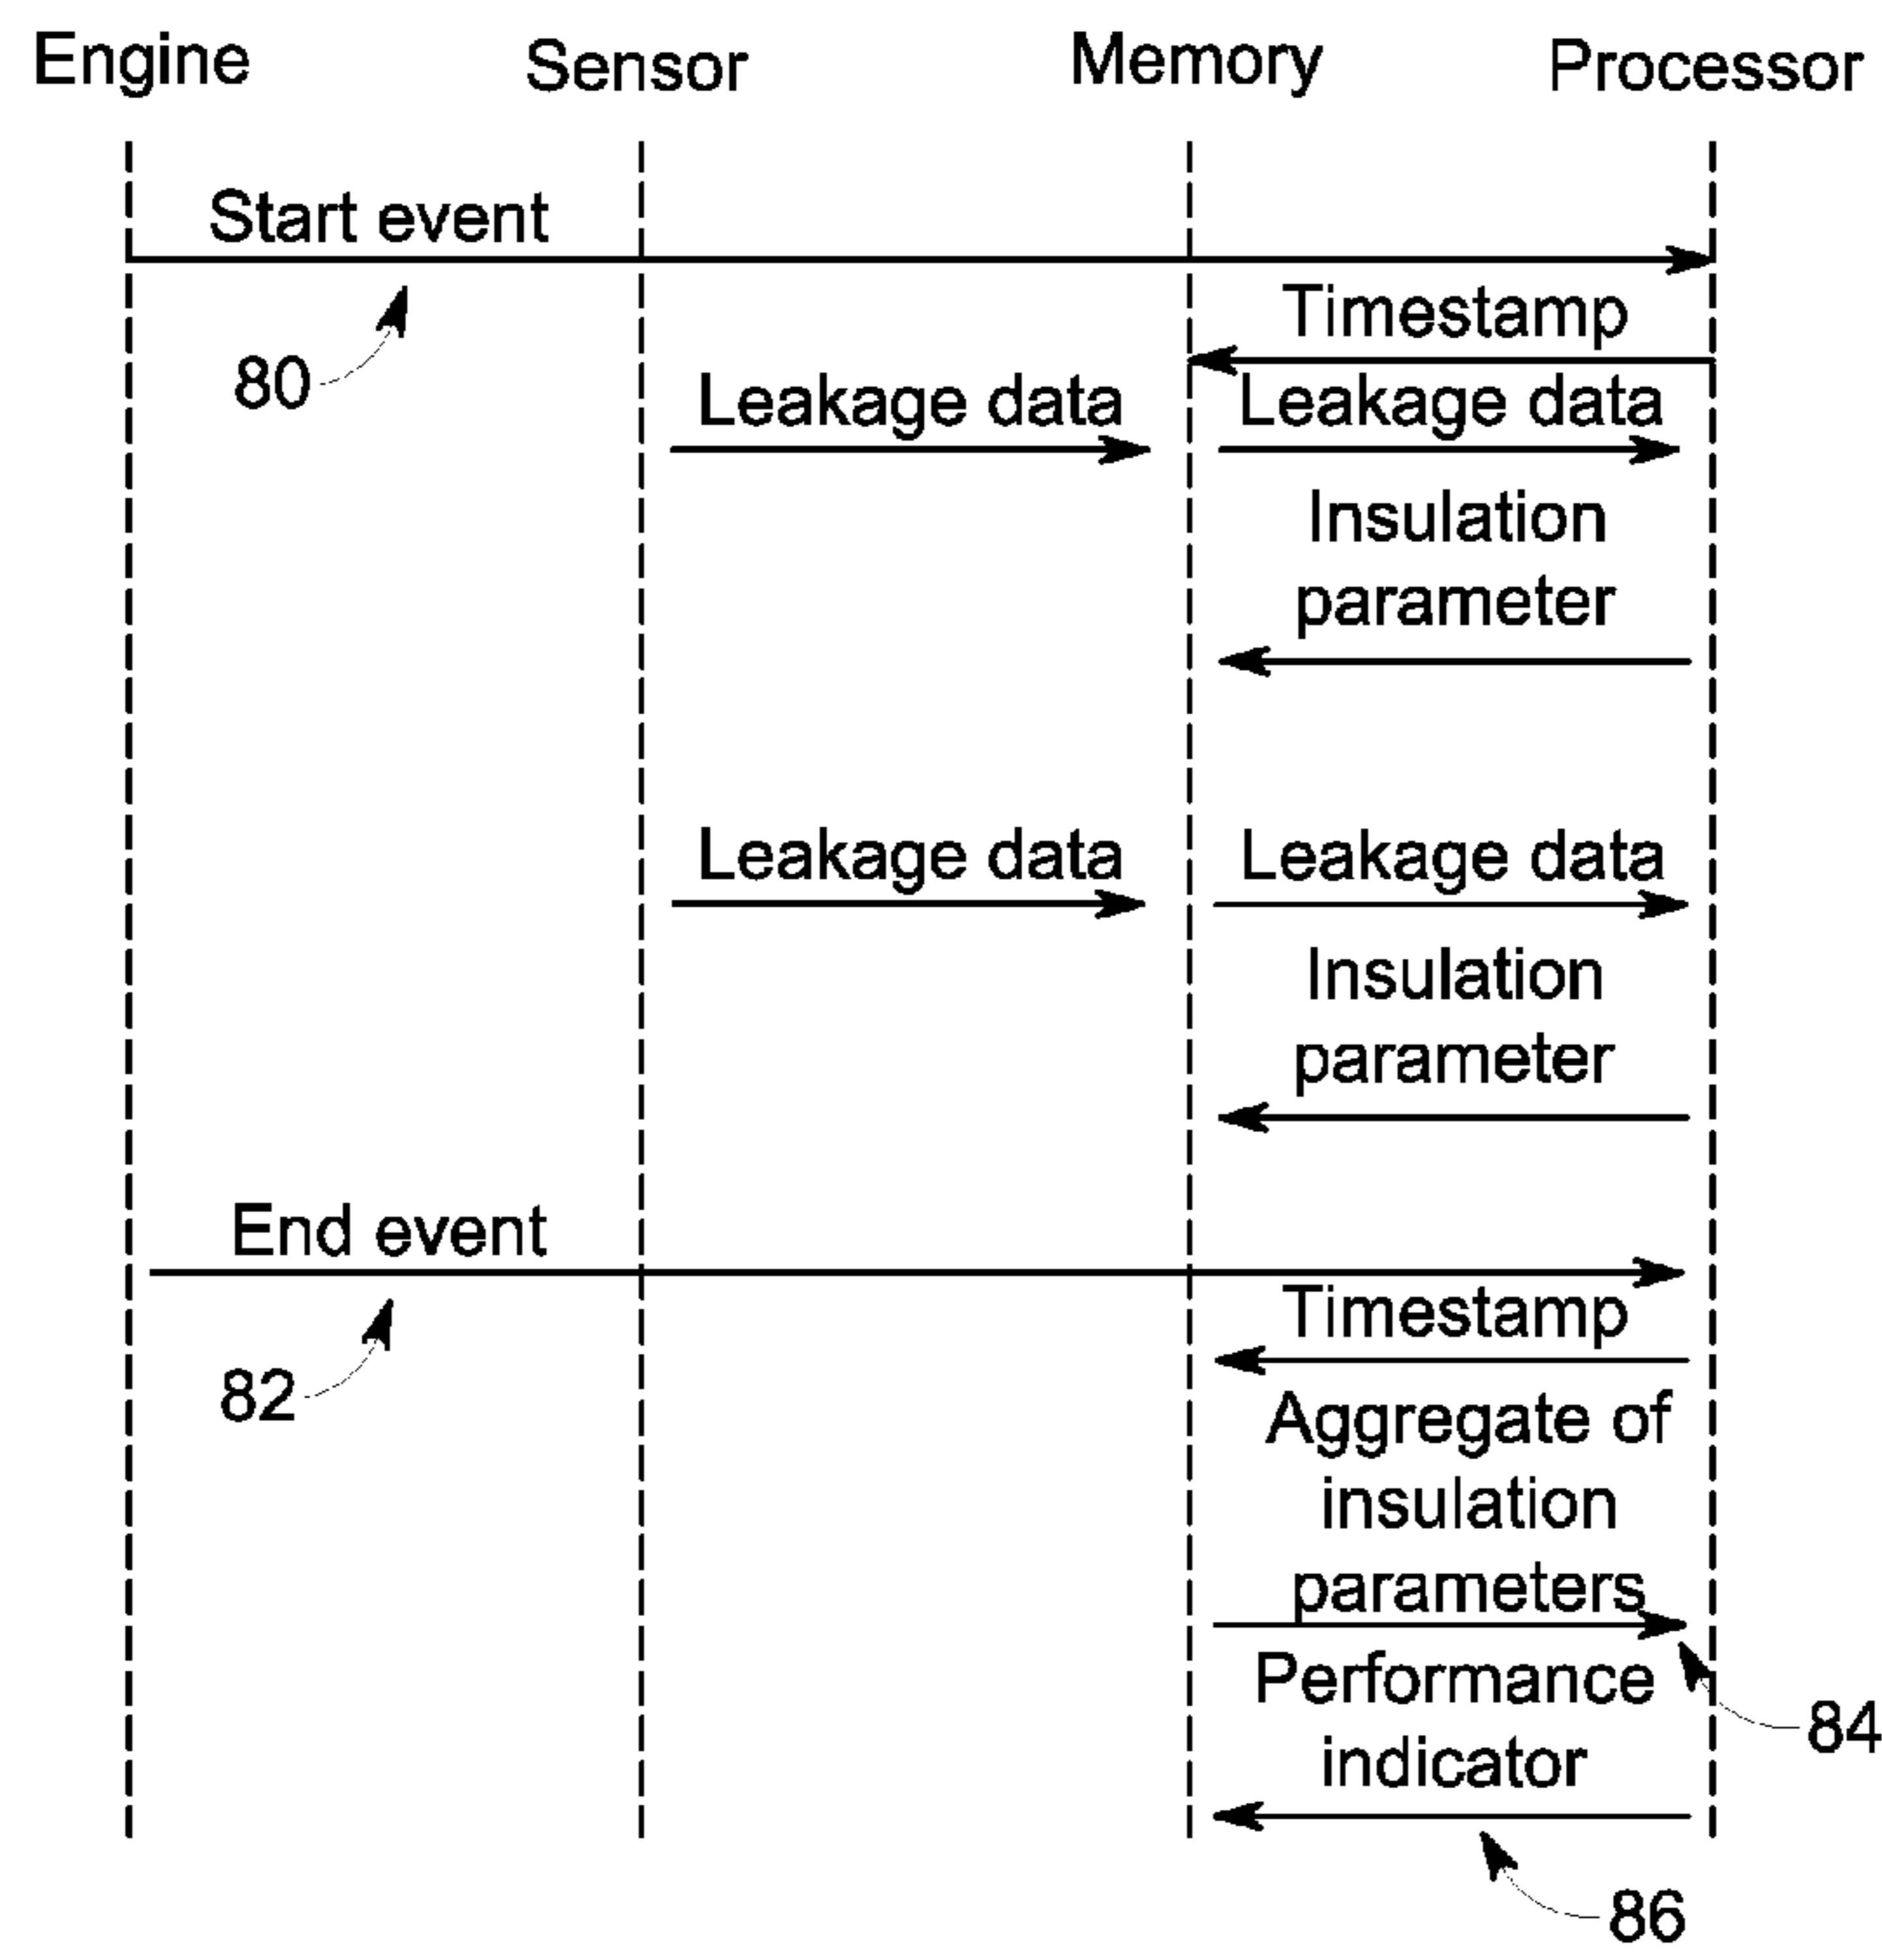 Engine
Sensor
Memory
Processor
Start event
80
Timestamp
Leakage data
Leakage data
Insulation
parameter
Leakage data
Leakage data
Insulation
parameter
End event
82
Timestamp
Aggregate of
insulation
parameters
84
Performance
indicator
86